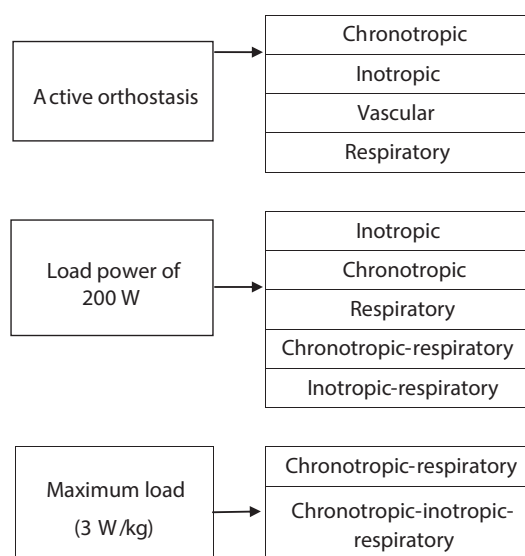 Active orthostasis
Chronotropic
Inotropic
Vascular
Respiratory
Load power of
200 W
Inotropic
Chronotropic
Respiratory
Chronotropic-respiratory
Inotropic-respiratory
Maximum load
(3 W/kg)
Chronotropic-respiratory
Chronotropic-inotropic-
respiratory